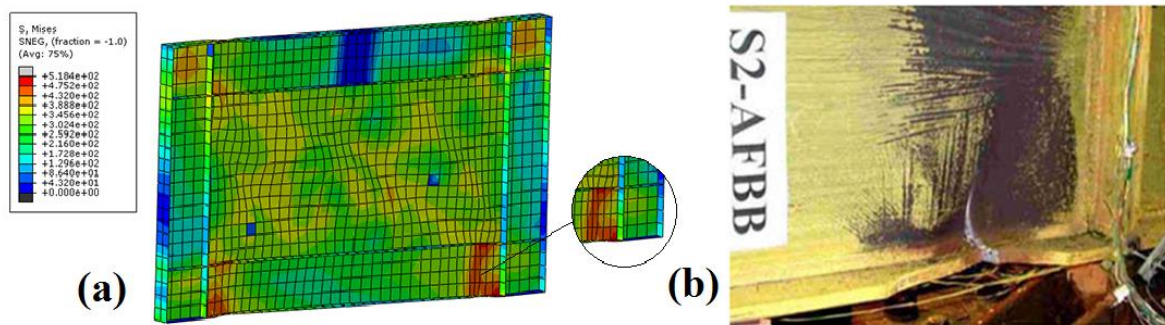 S, Mises
SNEG, (fraction = -1.0)
(Avg: 75%)
+5.184e+02
+4.752e+02
+4.320e+02
+3.888e+02
+3.456e+02
+3.024e+02
+2.592e+02
+2.160e+02
+1.728e+02
+1.296e+02
+8.640e+01
+4.320e+01
+0.000e+00
(a)
(b)
S2-AFBB